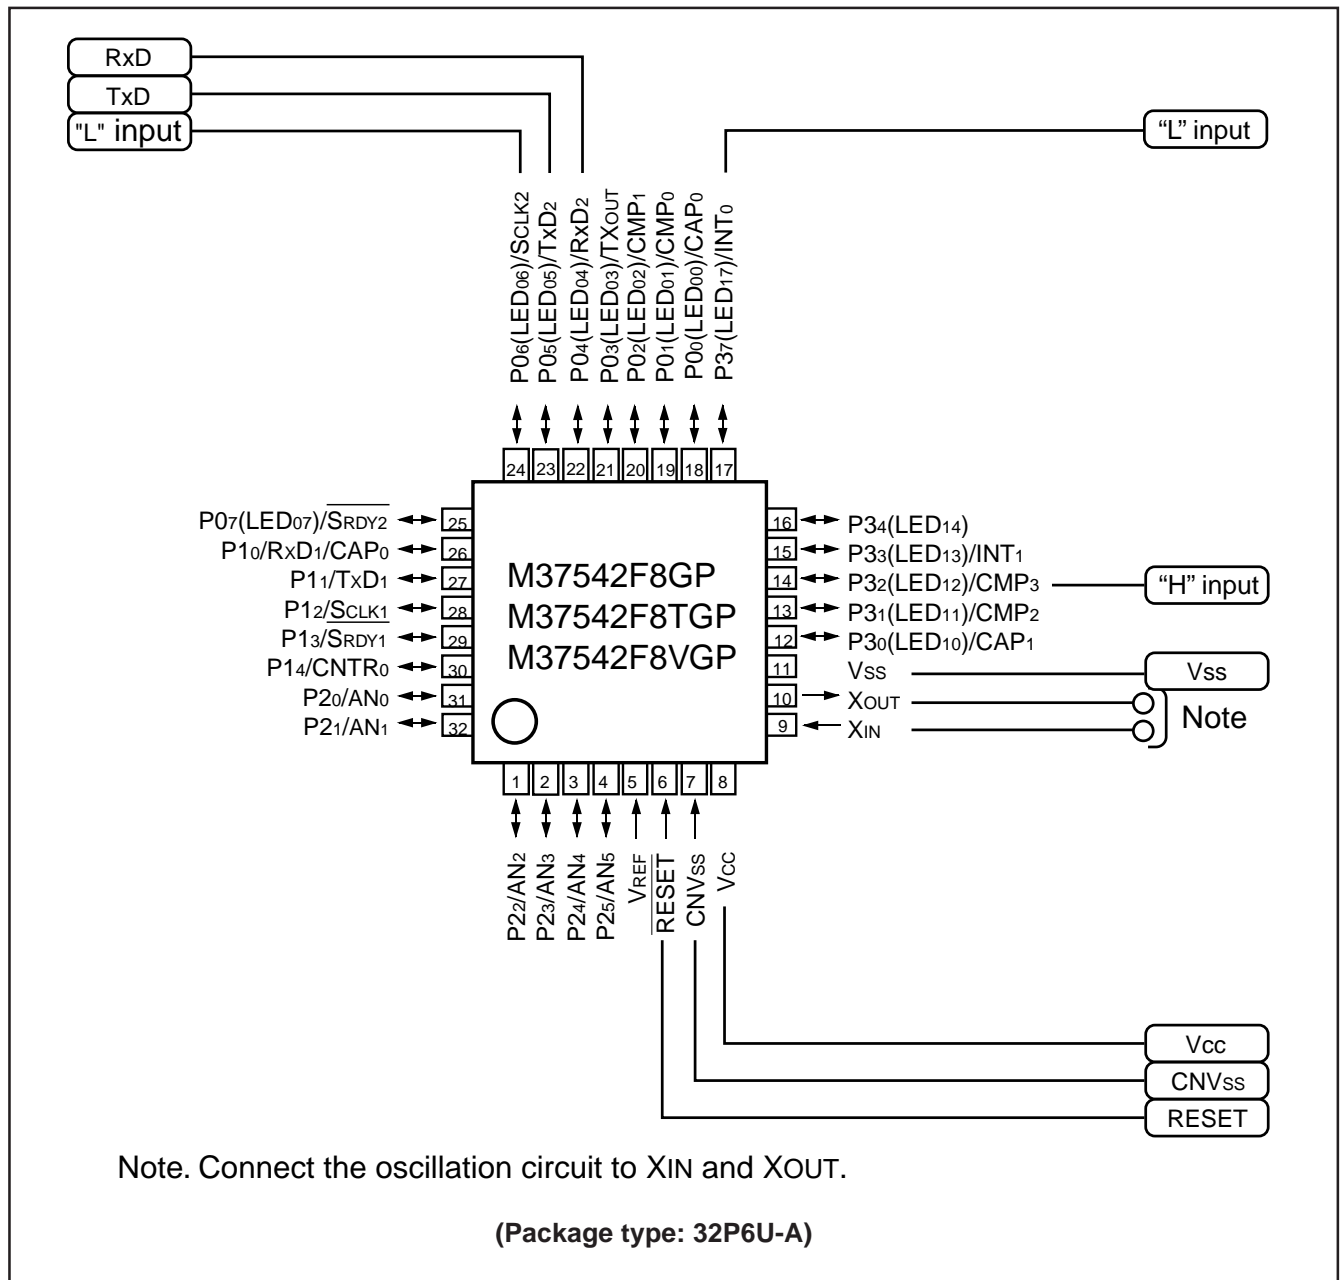 RxD
TxD
"L" input
“L” input
P06(LED06)/SCLK2
P05(LED05)/TxD2
P04(LED04)/RxD2
P03(LED03)/TXOUT
P02(LED02)/CMP1
P01(LED01)/CMP0
P00(LED00)/CAP0
P37(LED17)/INT0
24 23 22 21 20 19 18 17
P07(LED07)/SRDY2 25
P10/RxD1/CAP0 26
P11/TxD1 27
P12/SCLK1 28
P13/SRDY1 29
P14/CNTR0 30
P20/AN0 31
P21/AN1 32
M37542F8GP
M37542F8TGP
M37542F8VGP
16 P34(LED14)
15 P33(LED13)/INT1
14 P32(LED12)/CMP3
“H” input
13 P31(LED11)/CMP2
12 P30(LED10)/CAP1
11 VSS
Vss
10 XOUT
9 XIN
Note
1 2 3 4 5 6 7 8
P22/AN2
P23/AN3
P24/AN4
P25/AN5
VREF
RESET
CNVSS
VCC
Vcc
CNVSS
RESET
Note. Connect the oscillation circuit to XIN and XOUT.
(Package type: 32P6U-A)